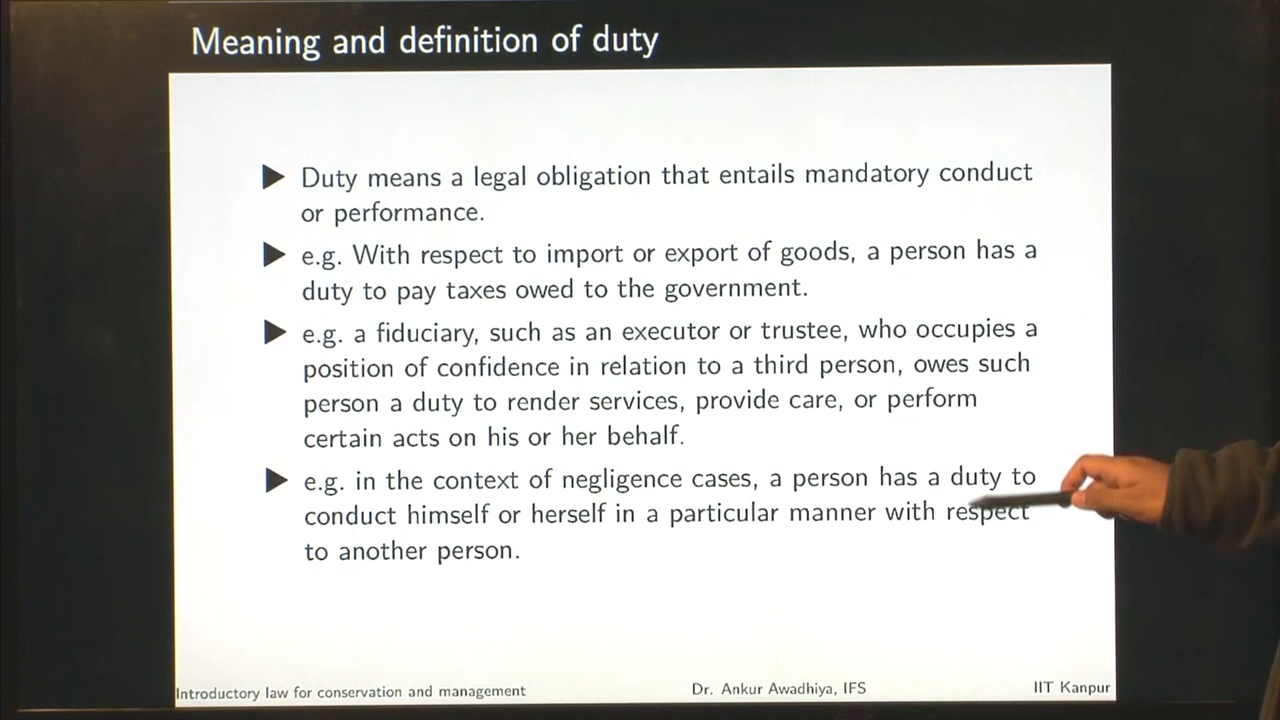 Meaning and definition of duty
▶ Duty means a legal obligation that entails mandatory conduct
or performance.
▶ e.g. With respect to import or export of goods, a person has a
duty to pay taxes owed to the government.
▶ e.g. a fiduciary, such as an executor or trustee, who occupies a
position of confidence in relation to a third person, owes such
person a duty to render services, provide care, or perform
certain acts on his or her behalf.
▶ e.g. in the context of negligence cases, a person has a duty to
conduct himself or herself in a particular manner with respect
to another person.
Introductory law for conservation and management Dr. Ankur Awadhiya, IFS IIT Kanpur